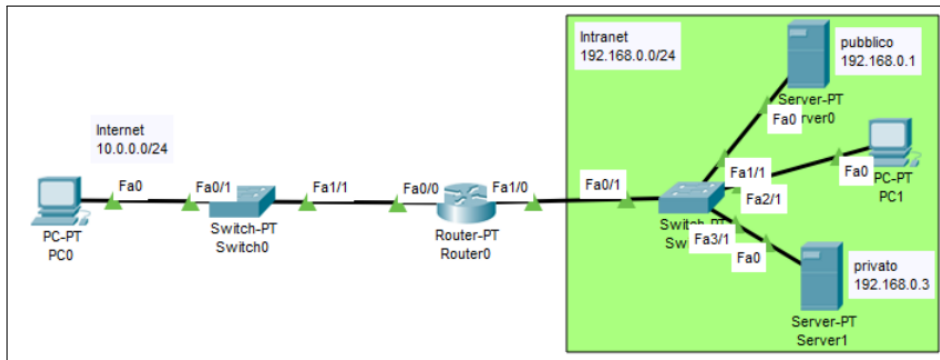 Internet
10.0.0.0/24
Fa0
PC-PT
PC0
Fa0/1
Switch-PT
Switch0
Fa1/1
Fa0/0
Router-PT
Router0
Fa1/0
Intranet
192.168.0.0/24
Fa0/1
pubblico
192.168.0.1
Server-PT
Fa0
Fa1/1
Fa2/1
Fa0
PC-PT
PC1
Fa3/1
Fa0
privato
192.168.0.3
Server-PT
Server1